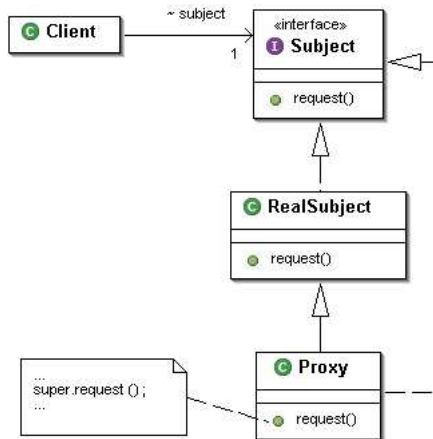 C Client
~ subject
1
«interface»
I Subject
request()
C RealSubject
request()
C Proxy
request()
...
super.request () ;
...